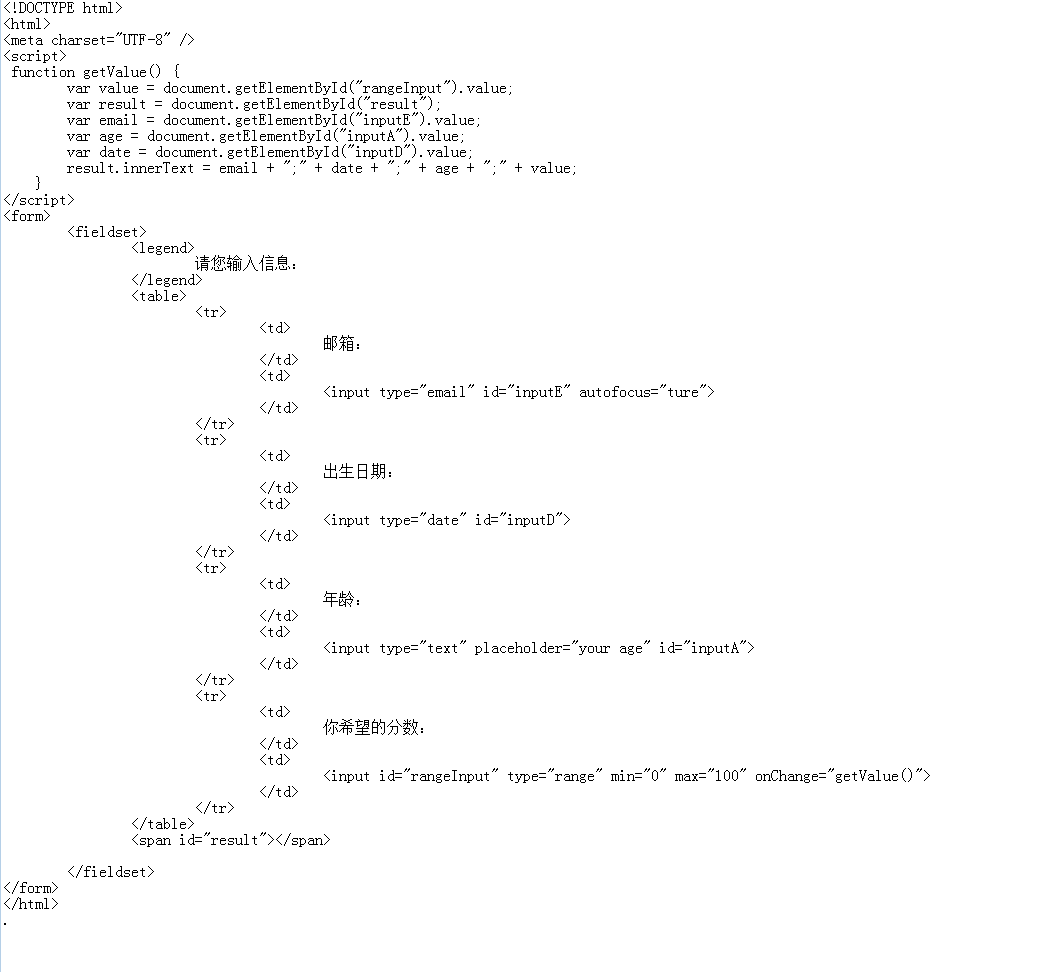 <!DOCTYPE html>
<html>
<meta charset="UTF-8" />
<script>
 function getValue() {
        var value = document.getElementById("rangeInput").value;
        var result = document.getElementById("result");
        var email = document.getElementById("inputE").value;
        var age = document.getElementById("inputA").value;
        var date = document.getElementById("inputD").value;
        result.innerText = email + ";" + date + ";" + age + ";" + value;
    }
</script>
<form>
        <fieldset>
                <legend>
                        请您输入信息：
                </legend>
                <table>
                        <tr>
                                <td>
                                        邮箱：
                                </td>
                                <td>
                                        <input type="email" id="inputE" autofocus="ture">
                                </td>
                        </tr>
                        <tr>
                                <td>
                                        出生日期：
                                </td>
                                <td>
                                        <input type="date" id="inputD">
                                </td>
                        </tr>
                        <tr>
                                <td>
                                        年龄：
                                </td>
                                <td>
                                        <input type="text" placeholder="your age" id="inputA">
                                </td>
                        </tr>
                        <tr>
                                <td>
                                        你希望的分数：
                                </td>
                                <td>
                                        <input id="rangeInput" type="range" min="0" max="100" onChange="getValue()">
                                </td>
                        </tr>
                </table>
                <span id="result"></span>

        </fieldset>
</form>
</html>
.